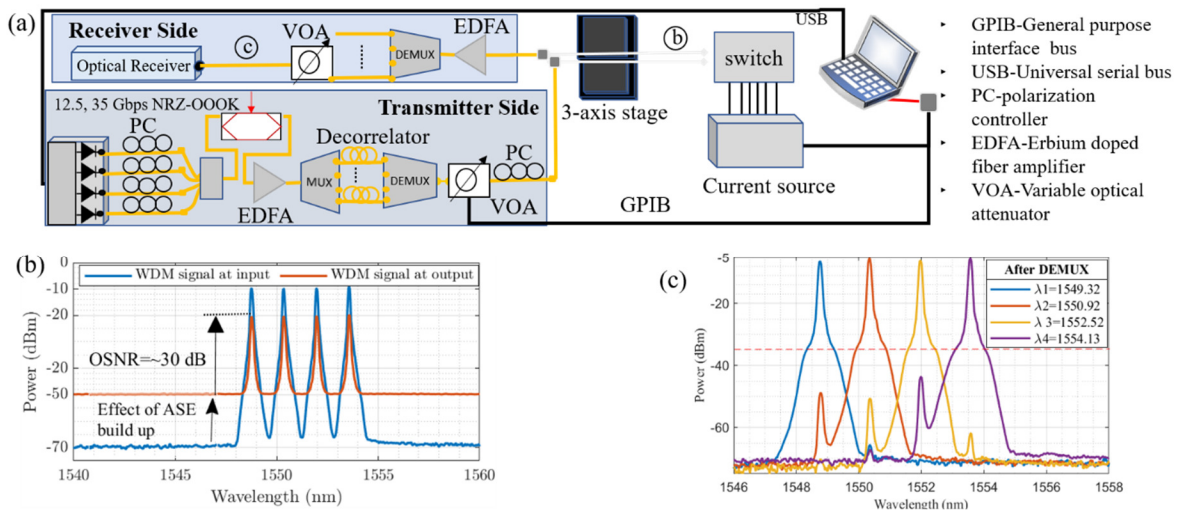 (a)
Receiver Side
Optical Receiver
c
VOA
DEMUX
EDFA
3-axis stage
b
switch
Current source
USB
GPIB
12.5, 35 Gbps NRZ-OOOK
Transmitter Side
PC
EDFA
MUX
Decorrelator
DEMUX
VOA
PC
‣ GPIB-General purpose
interface bus
‣ USB-Universal serial bus
‣ PC-polarization
controller
‣ EDFA-Erbium doped
fiber amplifier
‣ VOA-Variable optical
attenuator
(b)
WDM signal at input
WDM signal at output
OSNR=~30 dB
Effect of ASE
build up
Power (dBm)
0
-10
-20
-20
-50
-70
1540
1545
1550
1555
1560
Wavelength (nm)
(c)
After DEMUX
λ1=1549.32
λ2=1550.92
λ 3=1552.52
λ4=1554.13
Power (dBm)
-5
-20
-40
-60
1546
1548
1550
1552
1554
1556
1558
Wavelength (nm)